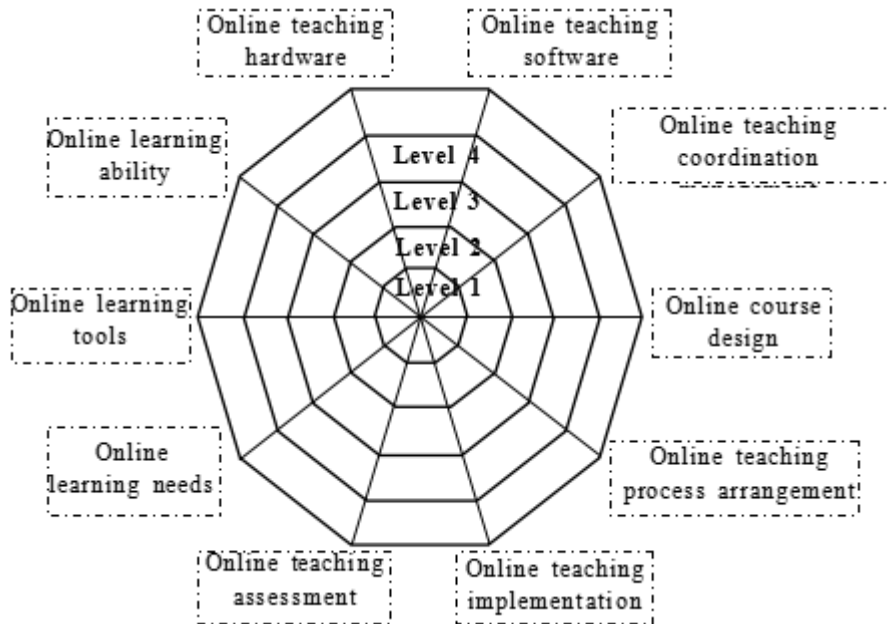 Online teaching
hardware
Online teaching
software
Online learning
ability
Online teaching
coordination
Level 4
Level 3
Level 2
Level 1
Online learning
tools
Online course
design
Online
learning needs
Online teaching
process arrangement
Online teaching
assessment
Online teaching
implementation